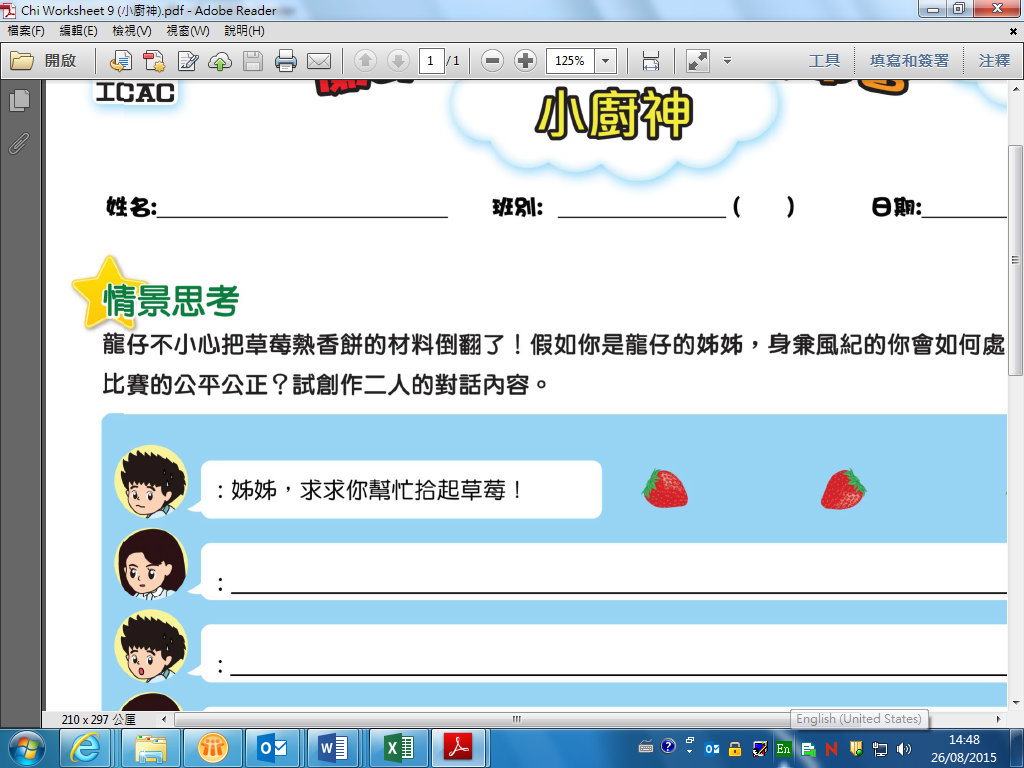 Chi Worksheet 9 (小廚神).pdf - Adobe Reader
檔案(F) 編輯(E) 檢視(V) 視窗(W) 說明(H)
開啟 1 / 1 125% 工具 填寫和簽署 注釋
ICAC
小廚神
姓名: 班別: ( ) 日期:
情景思考
龍仔不小心把草莓熱香餅的材料倒翻了！假如你是龍仔的姊姊，身兼風紀的你會如何處
比賽的公平公正？試創作二人的對話內容。
：姊姊，求求你幫忙拾起草莓！
：
：
210 x 297 公厘
English (United States)
En
14:48
26/08/2015